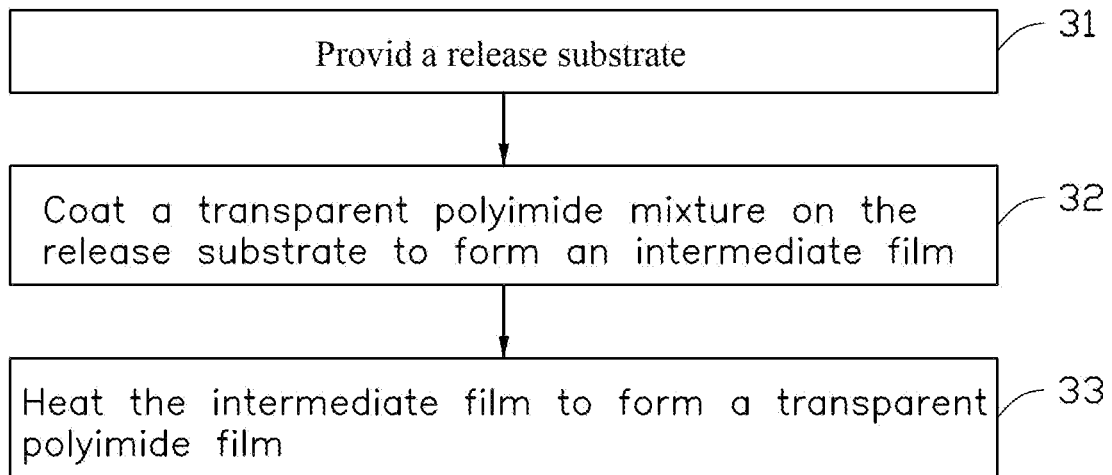 Provid a release substrate
31
Coat a transparent polyimide mixture on the
release substrate to form an intermediate film
32
Heat the intermediate film to form a transparent
polyimide film
33